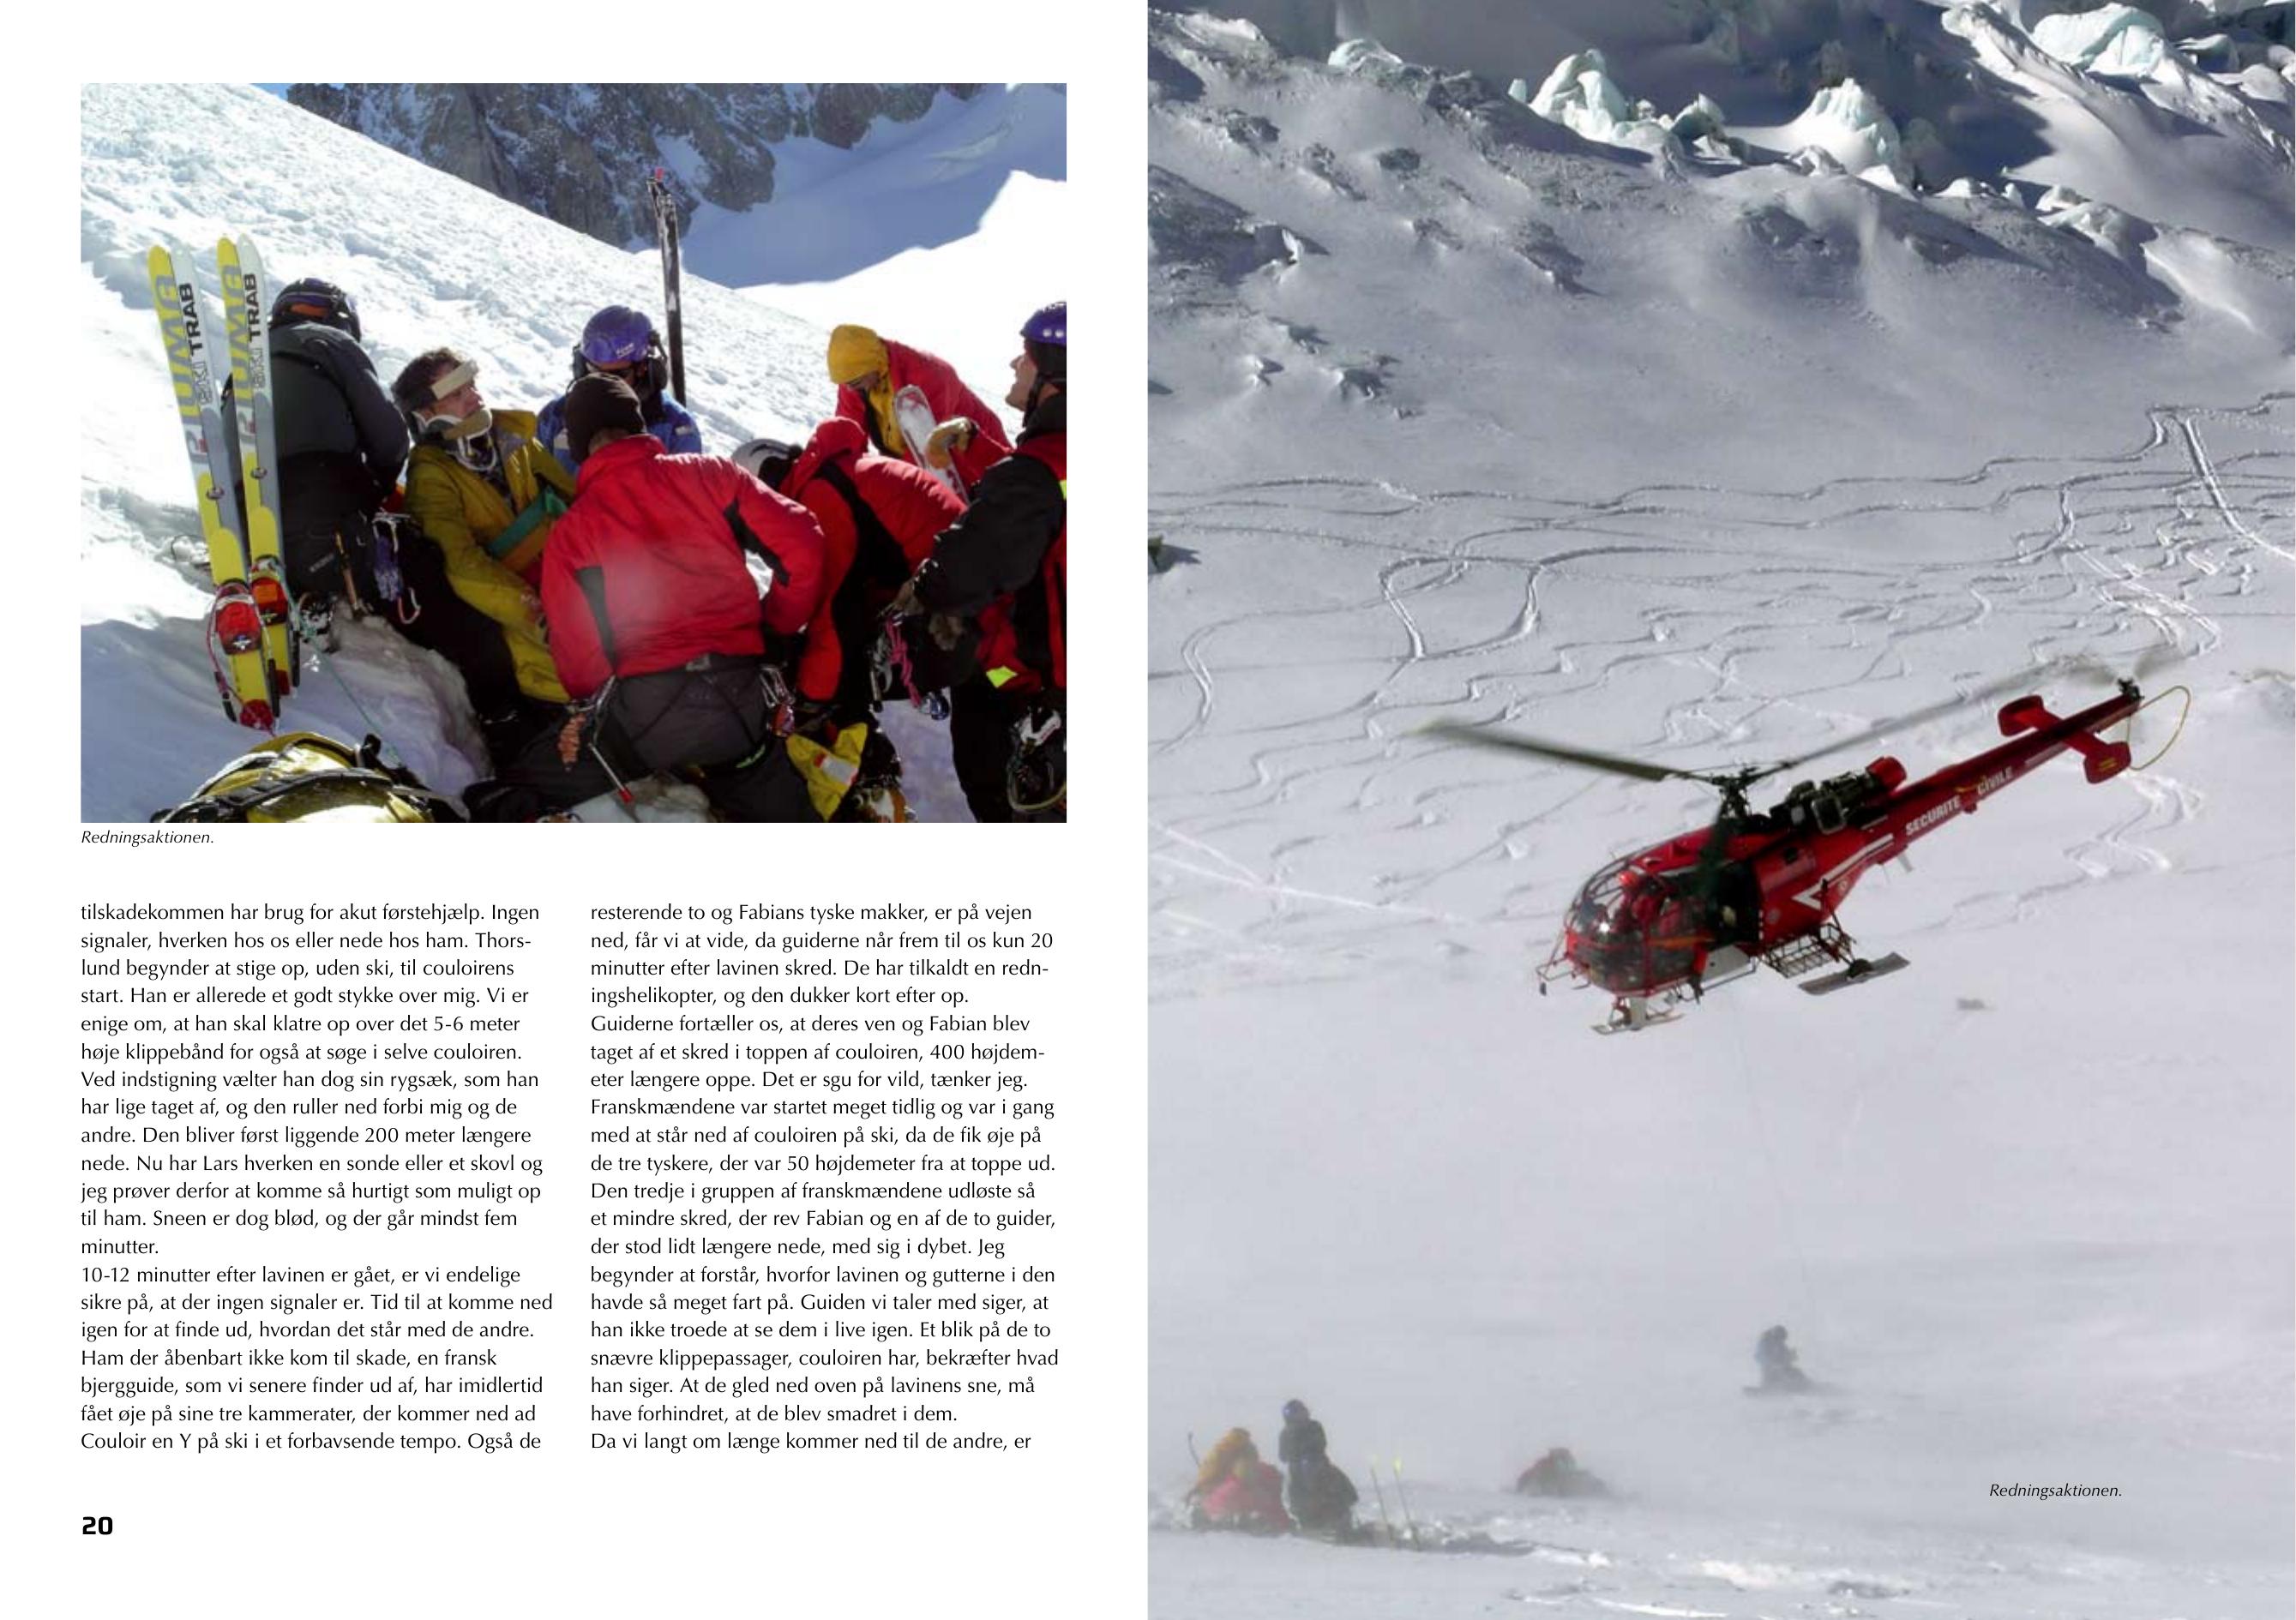 PIUMA
SKI TRAB
PIUMA
SKI TRAB
Redningsaktionen.
tilskadekommen har brug for akut førstehjælp. Ingen
signaler, hverken hos os eller nede hos ham. Thors-
lund begynder at stige op, uden ski, til couloirens
start. Han er allerede et godt stykke over mig. Vi er
enige om, at han skal klatre op over det 5-6 meter
høje klippebånd for også at søge i selve couloiren.
Ved indstigning vælter han dog sin rygsæk, som han
har lige taget af, og den ruller ned forbi mig og de
andre. Den bliver først liggende 200 meter længere
nede. Nu har Lars hverken en sonde eller et skovl og
jeg prøver derfor at komme så hurtigt som muligt op
til ham. Sneen er dog blød, og der går mindst fem
minutter.
10-12 minutter efter lavinen er gået, er vi endelige
sikre på, at der ingen signaler er. Tid til at komme ned
igen for at finde ud, hvordan det står med de andre.
Ham der åbenbart ikke kom til skade, en fransk
bjergguide, som vi senere finder ud af, har imidlertid
fået øje på sine tre kammerater, der kommer ned ad
Couloir en Y på ski i et forbavsende tempo. Også de
resterende to og Fabians tyske makker, er på vejen
ned, får vi at vide, da guiderne når frem til os kun 20
minutter efter lavinen skred. De har tilkaldt en redn-
ingshelikopter, og den dukker kort efter op.
Guiderne fortæller os, at deres ven og Fabian blev
taget af et skred i toppen af couloiren, 400 højdem-
eter længere oppe. Det er sgu for vild, tænker jeg.
Franskmændene var startet meget tidlig og var i gang
med at står ned af couloiren på ski, da de fik øje på
de tre tyskere, der var 50 højdemeter fra at toppe ud.
Den tredje i gruppen af franskmændene udløste så
et mindre skred, der rev Fabian og en af de to guider,
der stod lidt længere nede, med sig i dybet. Jeg
begynder at forstår, hvorfor lavinen og gutterne i den
havde så meget fart på. Guiden vi taler med siger, at
han ikke troede at se dem i live igen. Et blik på de to
snævre klippepassager, couloiren har, bekræfter hvad
han siger. At de gled ned oven på lavinens sne, må
have forhindret, at de blev smadret i dem.
Da vi langt om længe kommer ned til de andre, er
20
SECURITE CIVILE
Redningsaktionen.